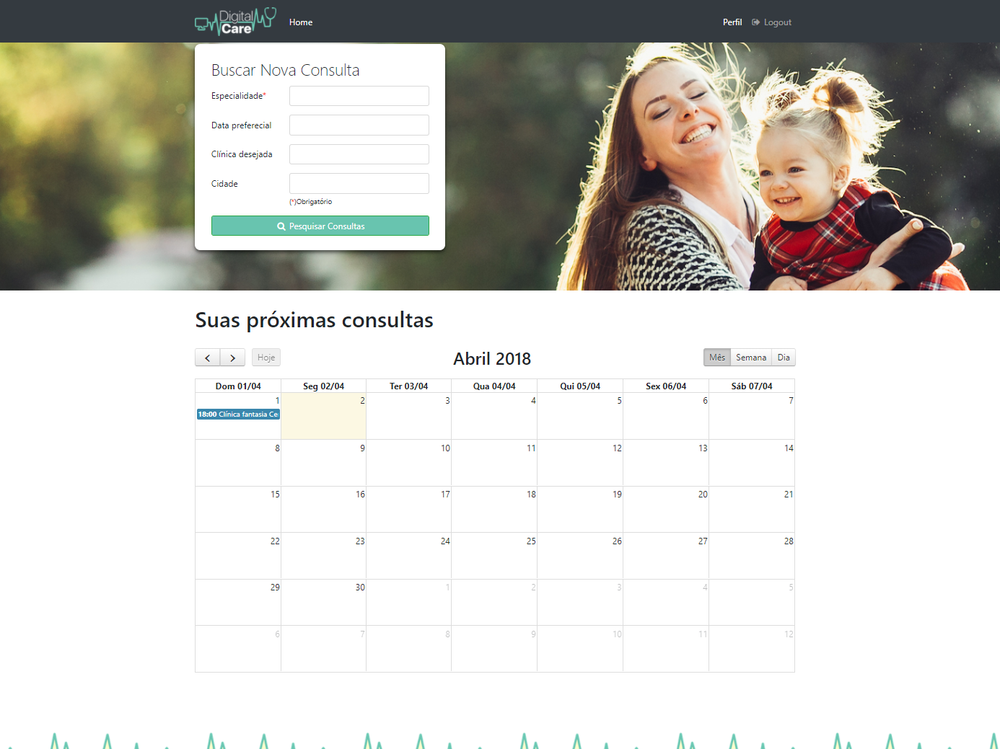 Digital Care
Home
Perfil
Logout
Buscar Nova Consulta
Especialidade*
Data preferecial
Clínica desejada
Cidade
(*)Obrigatório
Pesquisar Consultas
Suas próximas consultas
Hoje
Abril 2018
Mês Semana Dia
Dom 01/04 Seg 02/04 Ter 03/04 Qua 04/04 Qui 05/04 Sex 06/04 Sáb 07/04
1 2 3 4 5 6 7
18:00 Clínica fantasia Ce
8 9 10 11 12 13 14
15 16 17 18 19 20 21
22 23 24 25 26 27 28
29 30 1 2 3 4 5
6 7 8 9 10 11 12